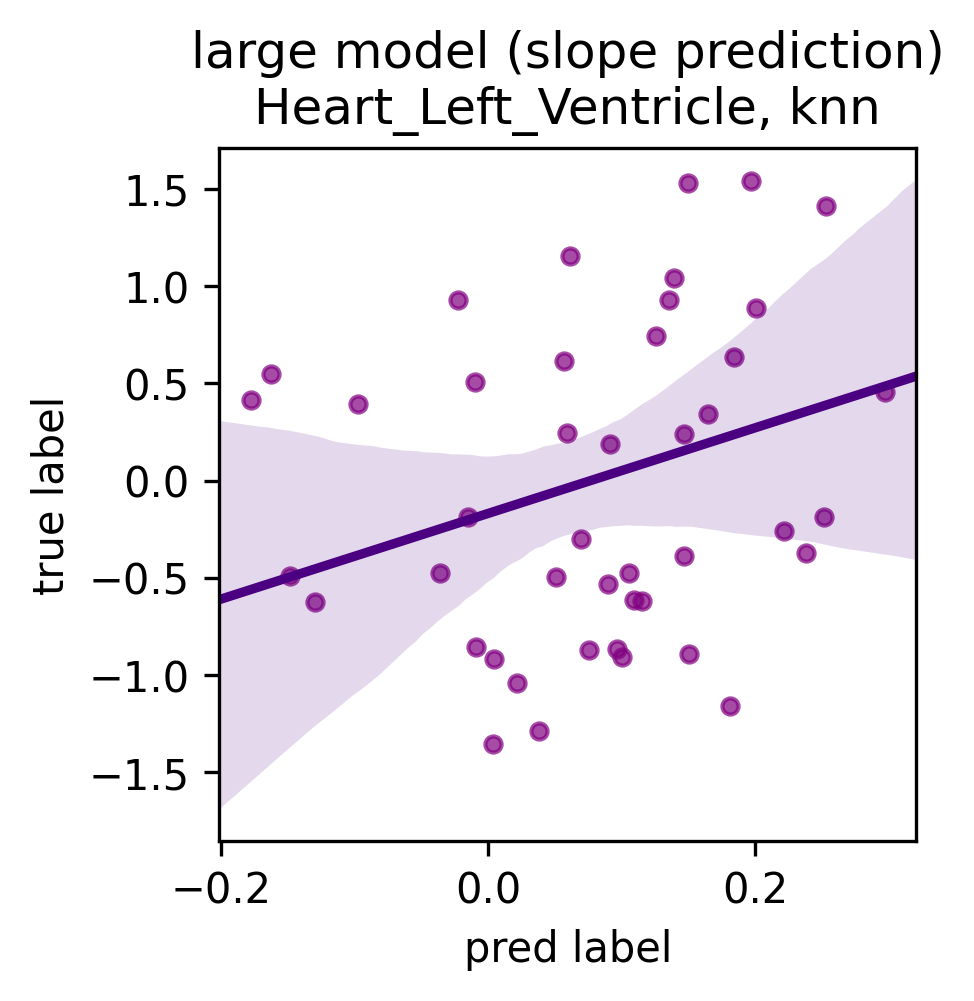 large model (slope prediction)
Heart_Left_Ventricle, knn
1.5
1.0
0.5
0.0
−0.5
−1.0
−1.5
true label
−0.2
0.0
0.2
pred label